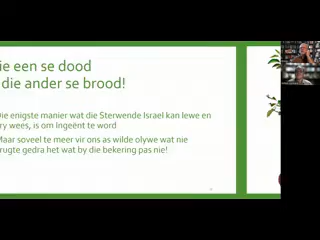 ie een se dood
die ander se brood!
Die enigste manier wat die Sterwende Israel kan lewe en
ry wees, is om Ingeënt te word
Maar soveel te meer vir ons as wilde olywe wat nie
rugte gedra het wat by die bekering pas nie!